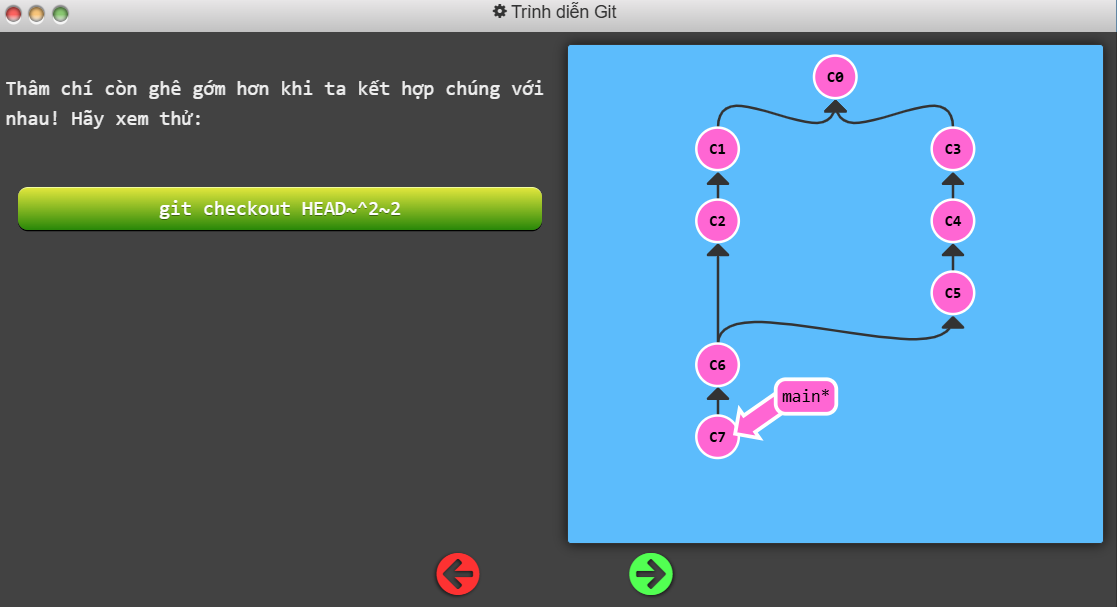 Trình diễn Git
Thâm chí còn ghê gớm hơn khi ta kết hợp chúng với
nhau! Hãy xem thử:
git checkout HEAD~^2~2
C0
C1
C3
C2
C4
C5
C6
main*
C7